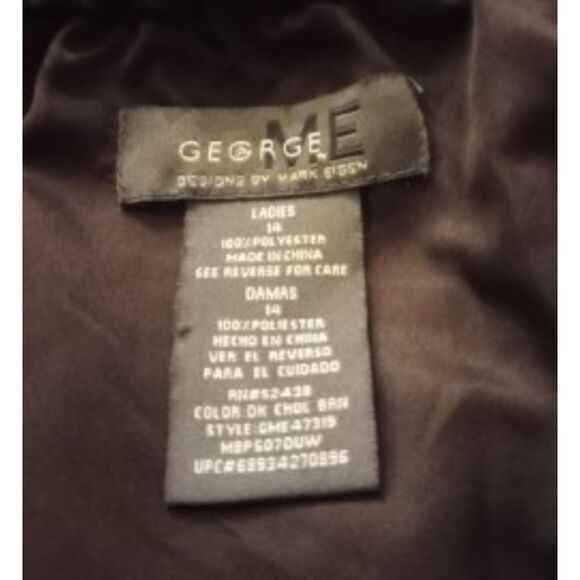 GEORGE ME
DESIGNS BY MARK EISEN
LADIES
14
100% POLYESTER
MADE IN CHINA
SEE REVERSE FOR CARE
DAMAS
14
100% POLIESTER
HECHO EN CHINA
VER EL REVERSO
PARA EL CUIDADO
RN#52438
COLOR: DK CHOC BRN
STYLE: GME47319
MBPS070UW
UPC#68934270896